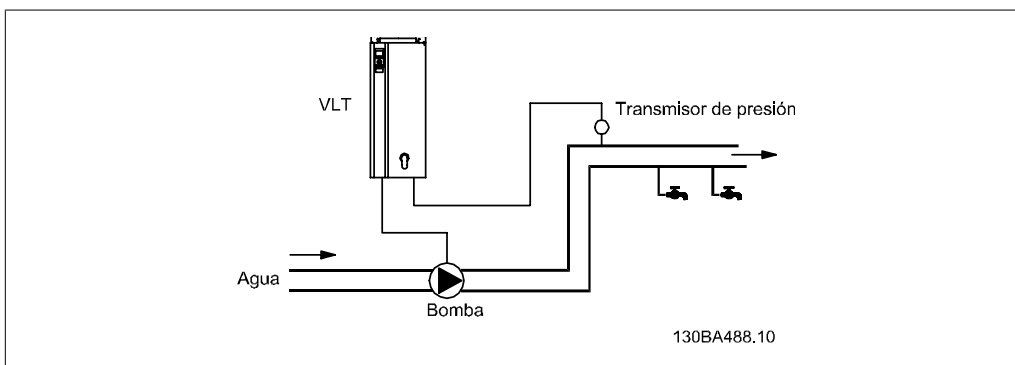 VLT
Transmisor de presión
Agua
Bomba
130BA488.10